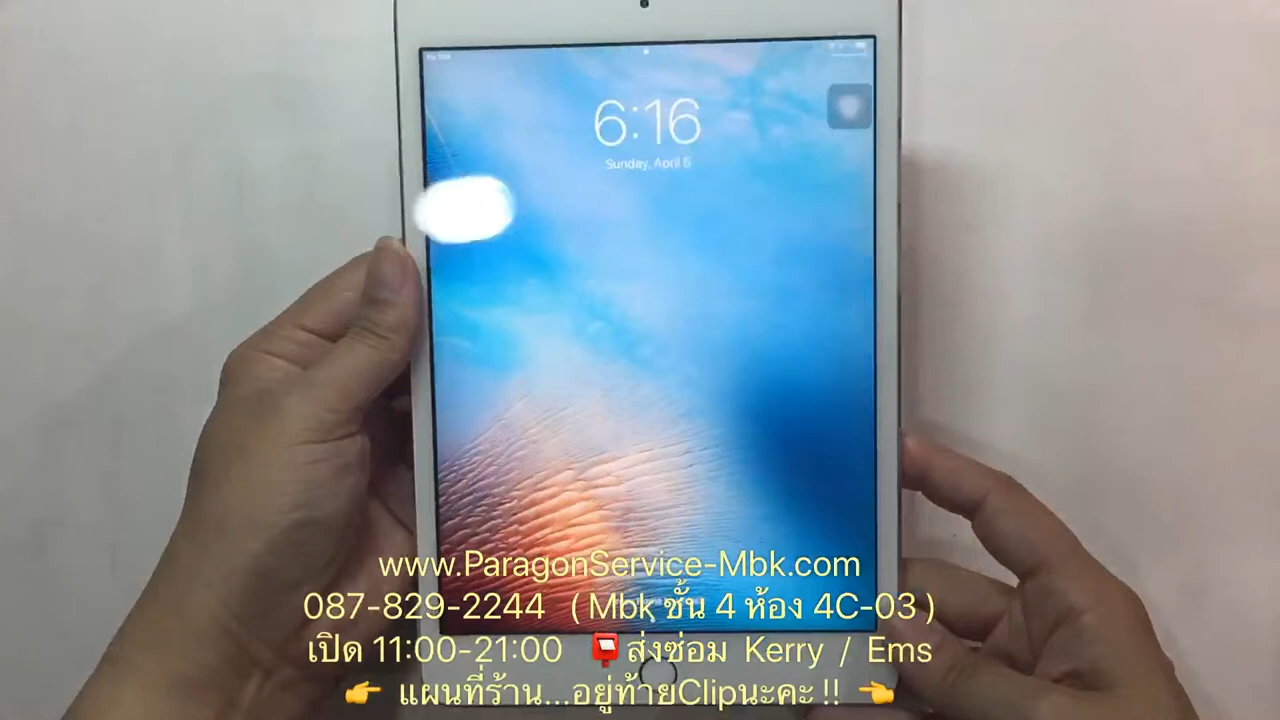 6:16
Sunday, April 5
www.ParagonService-Mbk.com
087-829-2244 ( Mbk ชั้น 4 ห้อง 4C-03 )
เปิด 11:00-21:00 📮ส่งซ่อม Kerry / Ems
👉 แผนที่ร้าน...อยู่ท้ายClipนะคะ !! 👈